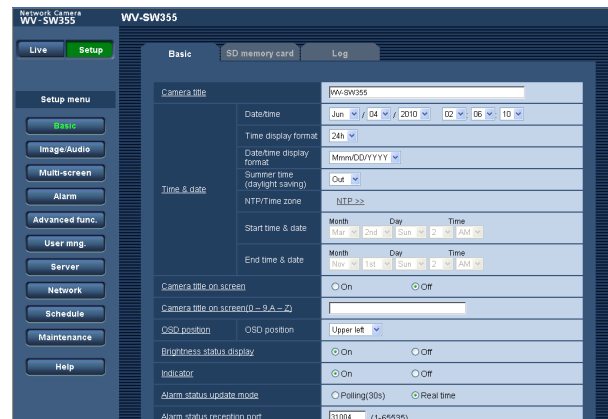 Network Camera
WV-SW355
WV-SW355
Live
Setup
Basic
SD memory card
Log
Setup menu
Basic
Image/Audio
Multi-screen
Alarm
Advanced func.
User mng.
Server
Network
Schedule
Maintenance
Help
Camera title
WV-SW355
Time & date
Date/time
Jun / 04 / 2010 02 : 06 : 10
Time display format
24h
Date/time display format
Mmm/DD/YYYY
Summer time (daylight saving)
Out
NTP/Time zone
NTP >>
Start time & date
Month Day Time
Mar 2nd Sun 2 AM
End time & date
Month Day Time
Nov 1st Sun 2 AM
Camera title on screen
On Off
Camera title on screen(0 – 9,A – Z)
OSD position
OSD position
Upper left
Brightness status display
On Off
Indicator
On Off
Alarm status update mode
Polling(30s) Real time
Alarm status reception port
31004 (1-65535)